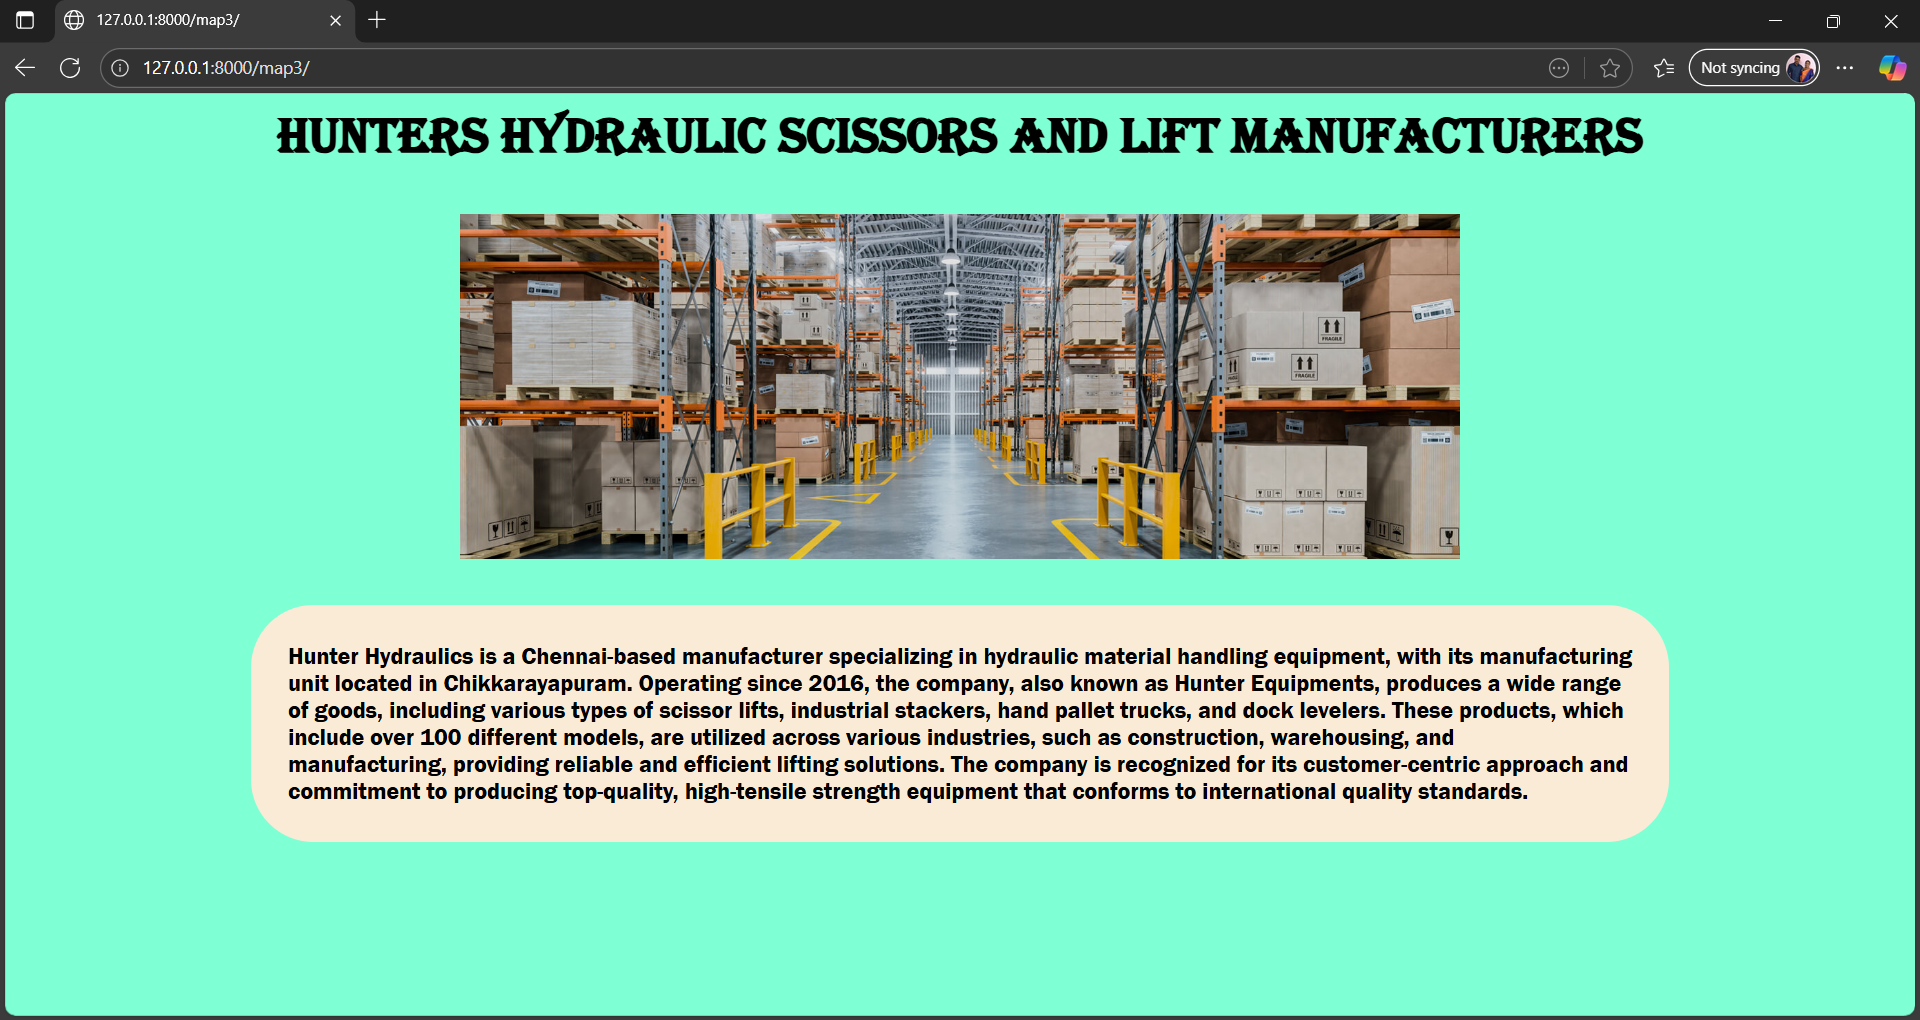 127.0.0.1:8000/map3/
127.0.0.1:8000/map3/
Not syncing
HUNTERS HYDRAULIC SCISSORS AND LIFT MANUFACTURERS
FRAGILE
FRAGILE
Hunter Hydraulics is a Chennai-based manufacturer specializing in hydraulic material handling equipment, with its manufacturing
unit located in Chikkarayapuram. Operating since 2016, the company, also known as Hunter Equipments, produces a wide range
of goods, including various types of scissor lifts, industrial stackers, hand pallet trucks, and dock levelers. These products, which
include over 100 different models, are utilized across various industries, such as construction, warehousing, and
manufacturing, providing reliable and efficient lifting solutions. The company is recognized for its customer-centric approach and
commitment to producing top-quality, high-tensile strength equipment that conforms to international quality standards.